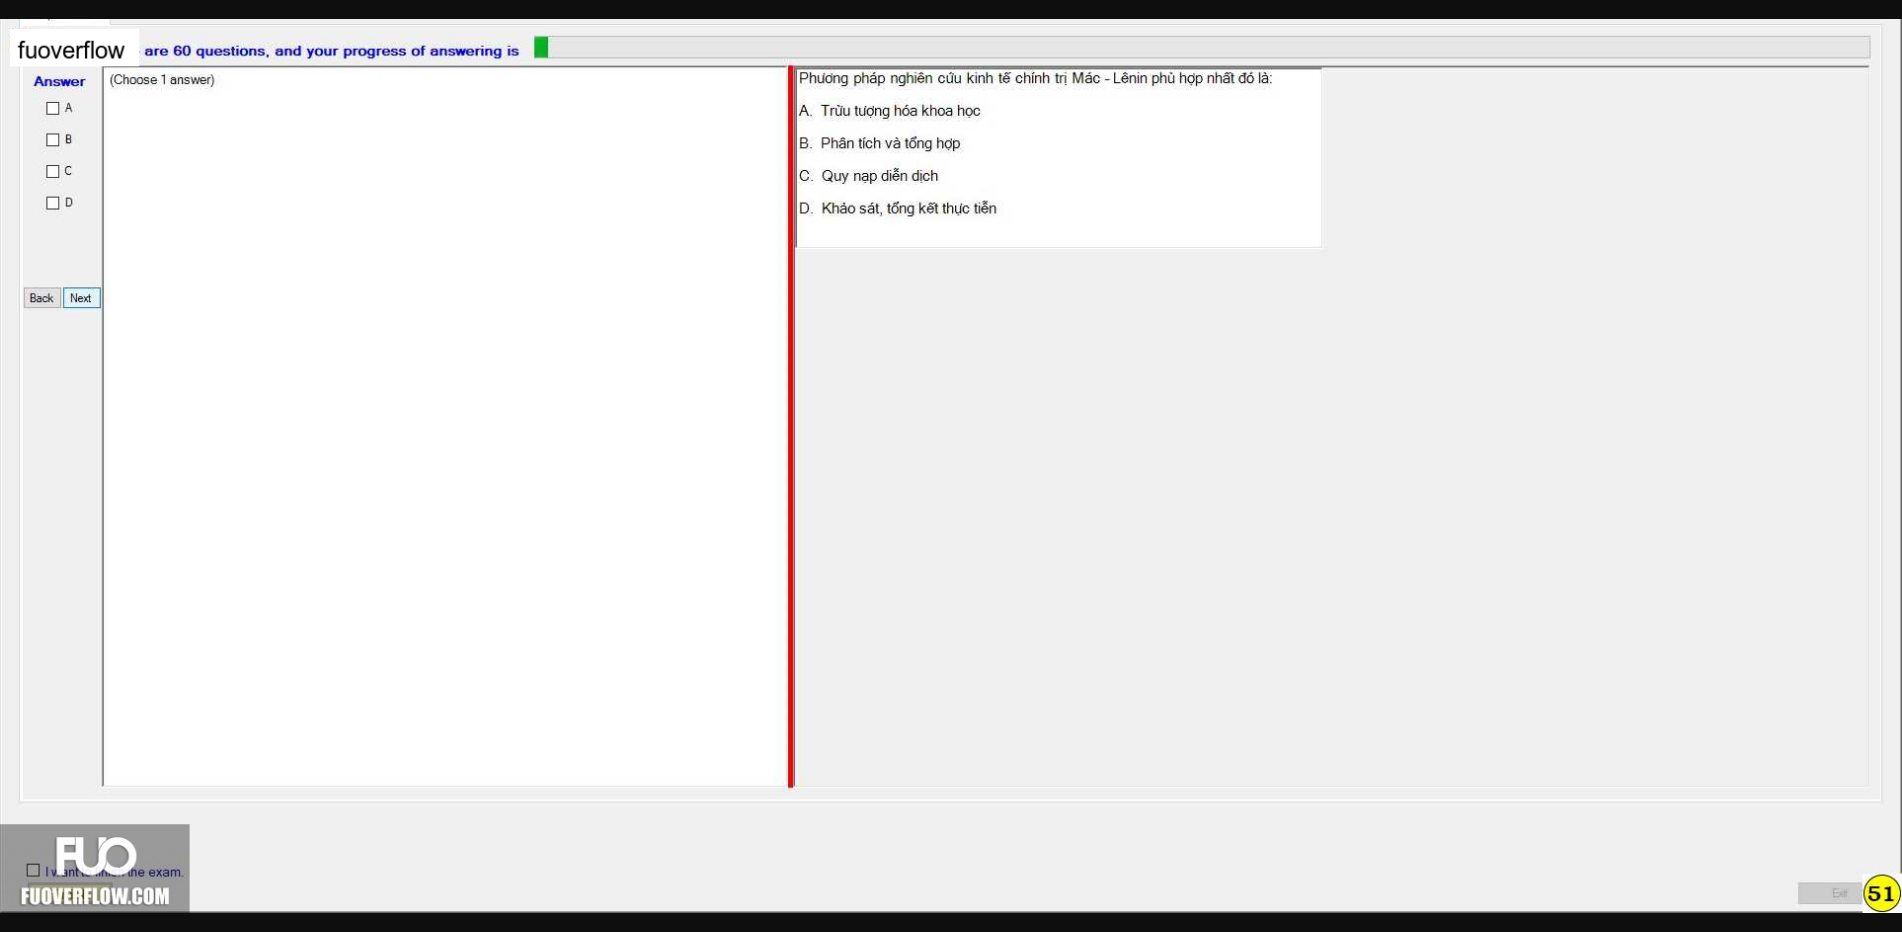 fuoverflow are 60 questions, and your progress of answering is
Answer
(Choose 1 answer)
A
B
C
D
Back Next
Phương pháp nghiên cứu kinh tế chính trị Mác - Lênin phù hợp nhất đó là:
A. Trừu tượng hóa khoa học
B. Phân tích và tổng hợp
C. Quy nạp diễn dịch
D. Khảo sát, tổng kết thực tiễn
FUO
I want to finish the exam.
FUOVERFLOW.COM
Exit
51